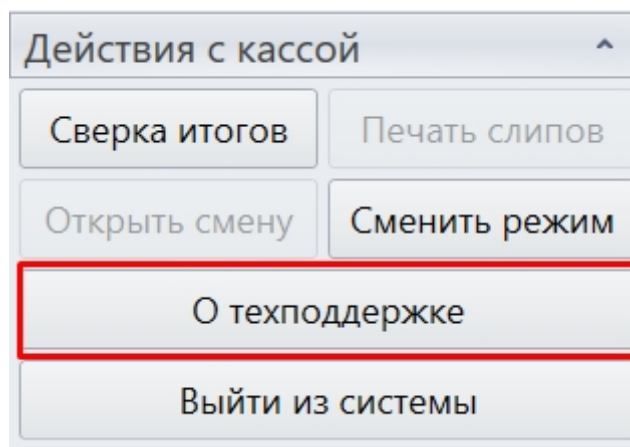 Действия с кассой
Сверка итогов Печать слипов
Открыть смену Сменить режим
О техподдержке
Выйти из системы